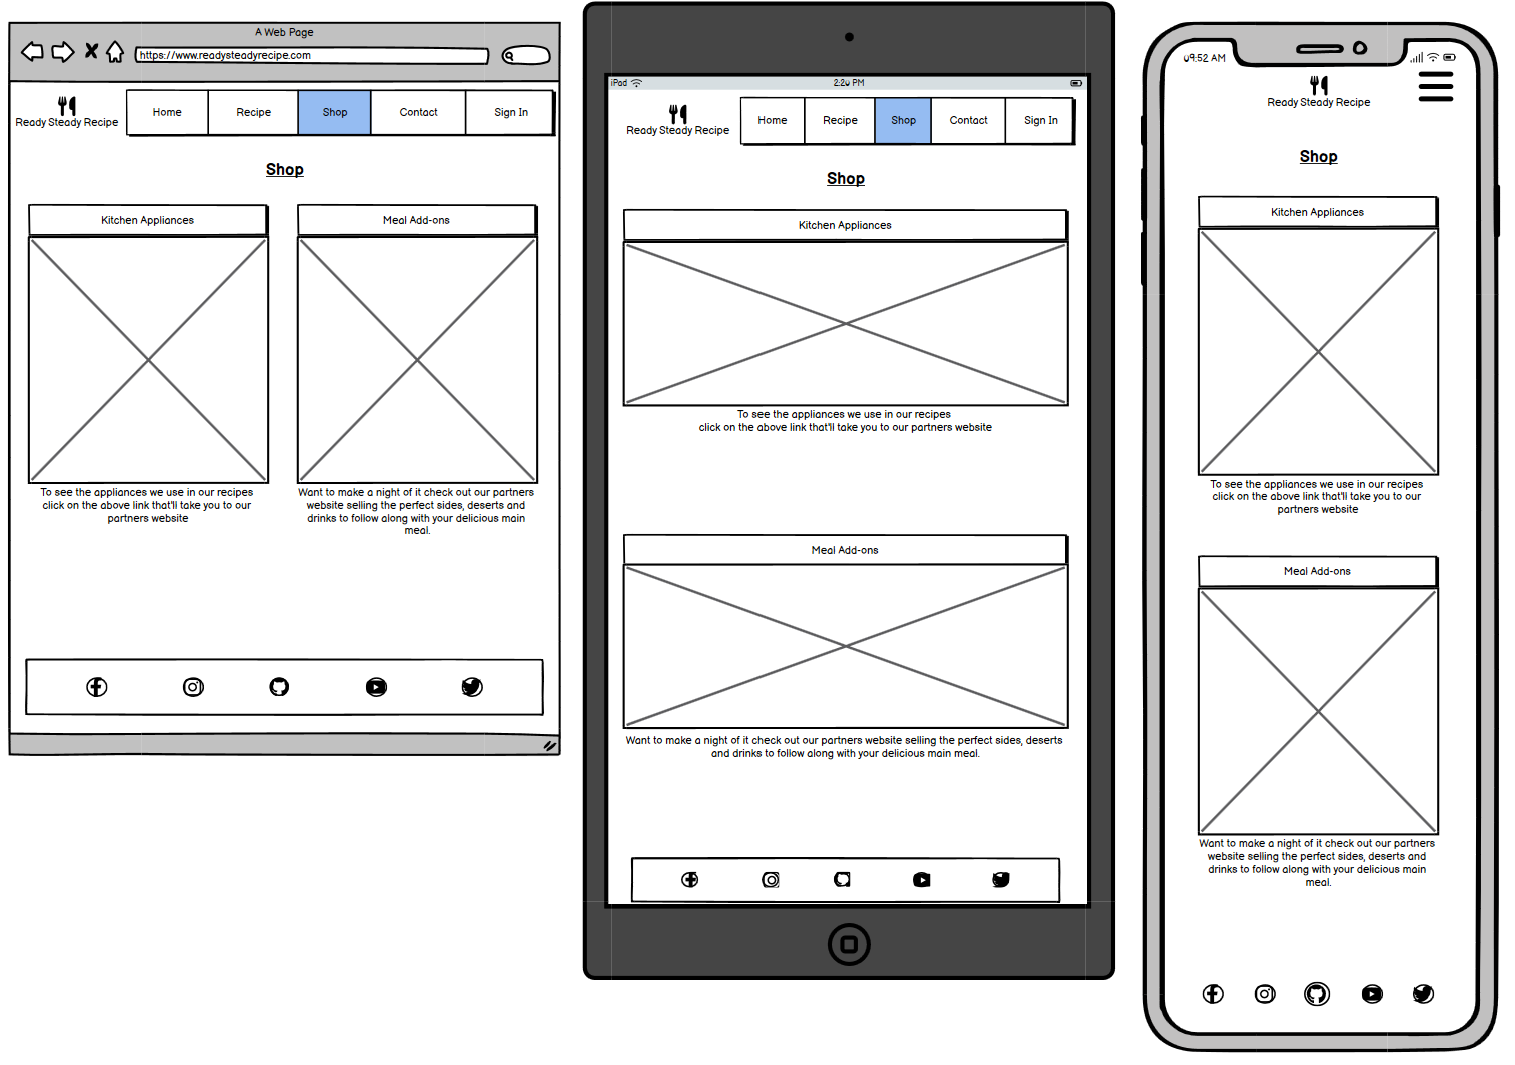 A Web Page
https://www.readysteadyrecipe.com
Ready Steady Recipe
Home
Recipe
Shop
Contact
Sign In
Shop
Kitchen Appliances
Meal Add-ons
To see the appliances we use in our recipes
click on the above link that'll take you to our
partners website
Want to make a night of it check out our partners
website selling the perfect sides, deserts and
drinks to follow along with your delicious main
meal.
iPad
2:20 PM
Ready Steady Recipe
Home
Recipe
Shop
Contact
Sign In
Shop
Kitchen Appliances
To see the appliances we use in our recipes
click on the above link that'll take you to our partners website
Meal Add-ons
Want to make a night of it check out our partners website selling the perfect sides, deserts
and drinks to follow along with your delicious main meal.
09:52 AM
Ready Steady Recipe
Shop
Kitchen Appliances
To see the appliances we use in our recipes
click on the above link that'll take you to our
partners website
Meal Add-ons
Want to make a night of it check out our partners
website selling the perfect sides, deserts and
drinks to follow along with your delicious main
meal.